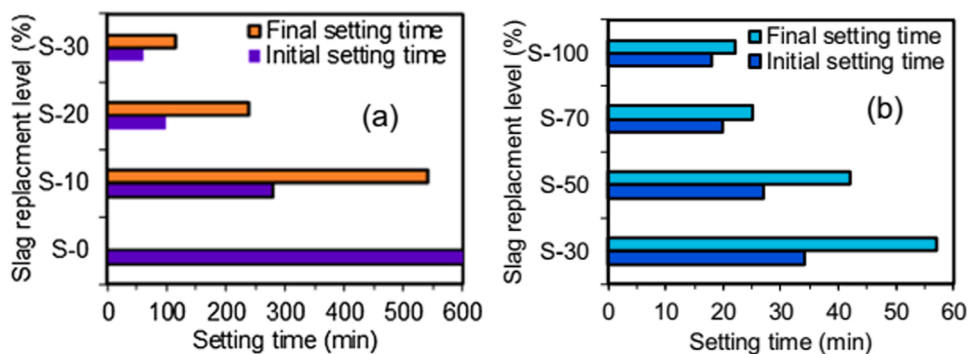 Slag replacment level (%)
S-30
S-20
S-10
S-0
Final setting time
Initial setting time
(a)
0 100 200 300 400 500 600
Setting time (min)
Slag replacment level (%)
S-100
S-70
S-50
S-30
Final setting time
Initial setting time
(b)
0 10 20 30 40 50 60
Setting time (min)